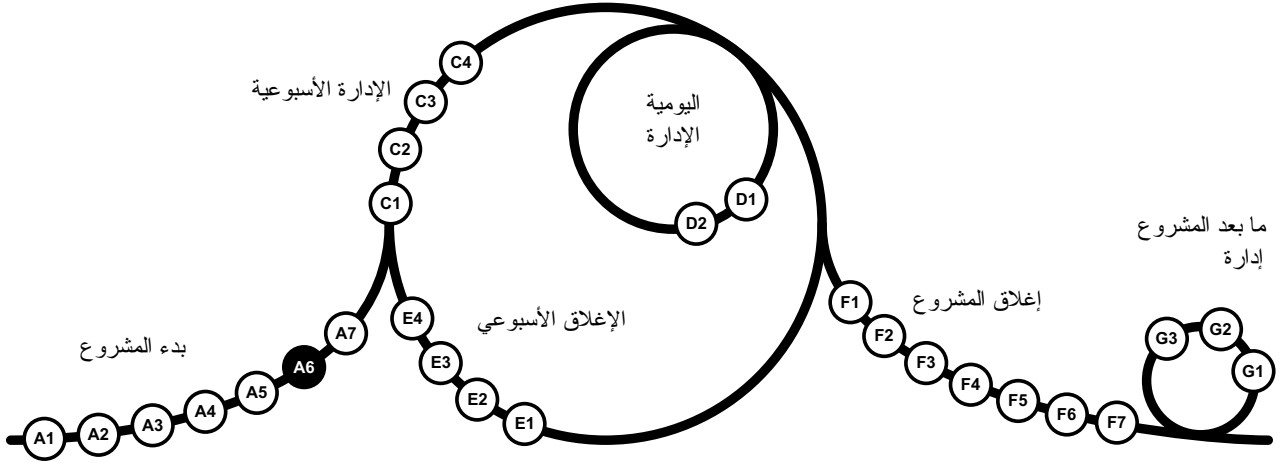 بدء المشروع
A1
A2
A3
A4
A5
A6
A7
الإدارة الأسبوعية
C1
C2
C3
C4
اليومية
الإدارة
D1
D2
الإغلاق الأسبوعي
E1
E2
E3
E4
إغلاق المشروع
F1
F2
F3
F4
F5
F6
F7
ما بعد المشروع
إدارة
G1
G2
G3